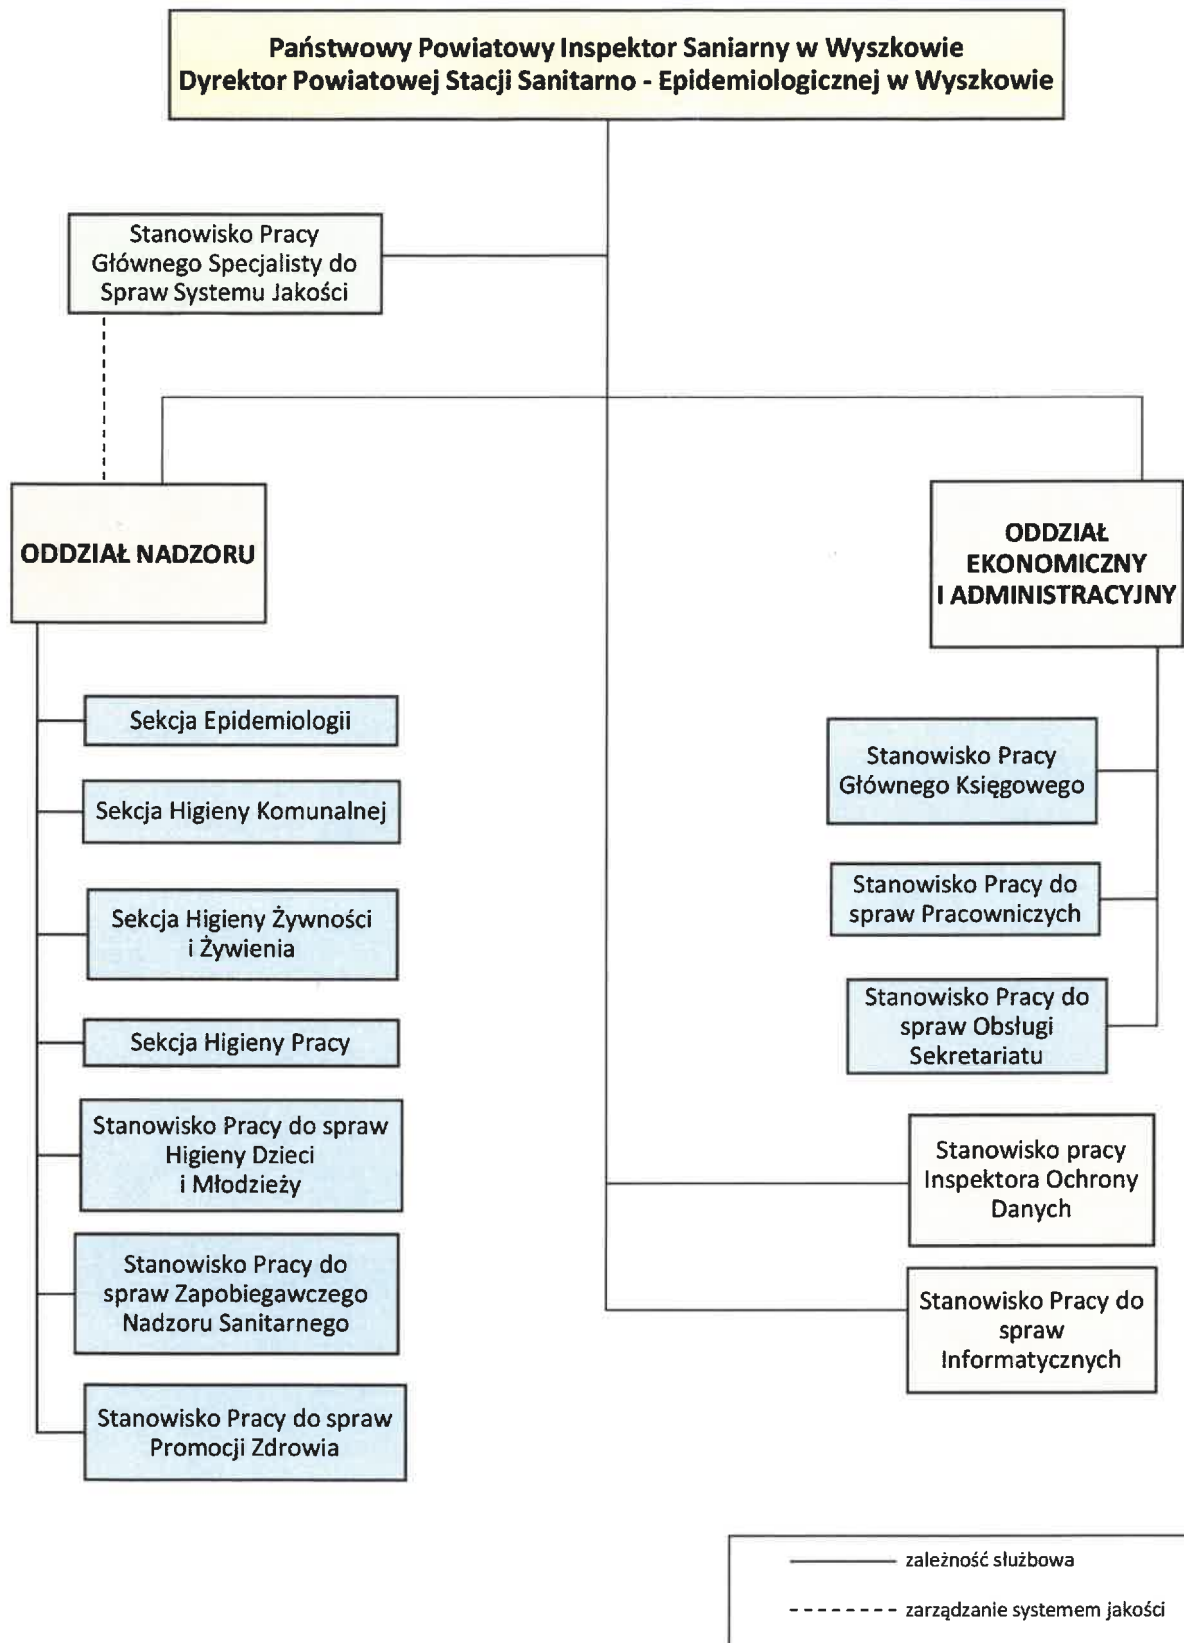 Państwowy Powiatowy Inspektor Saniarny w Wyszkowie
Dyrektor Powiatowej Stacji Sanitarno - Epidemiologicznej w Wyszkowie
Stanowisko Pracy
Głównego Specjalisty do
Spraw Systemu Jakości
ODDZIAŁ NADZORU
Sekcja Epidemiologii
Sekcja Higieny Komunalnej
Sekcja Higieny Żywności
i Żywienia
Sekcja Higieny Pracy
Stanowisko Pracy do spraw
Higieny Dzieci
i Młodzieży
Stanowisko Pracy do
spraw Zapobiegawczego
Nadzoru Sanitarnego
Stanowisko Pracy do spraw
Promocji Zdrowia
ODDZIAŁ
EKONOMICZNY
I ADMINISTRACYJNY
Stanowisko Pracy
Głównego Księgowego
Stanowisko Pracy do
spraw Pracowniczych
Stanowisko Pracy do
spraw Obsługi
Sekretariatu
Stanowisko pracy
Inspektora Ochrony
Danych
Stanowisko Pracy do
spraw
Informatycznych
zależność służbowa
zarządzanie systemem jakości